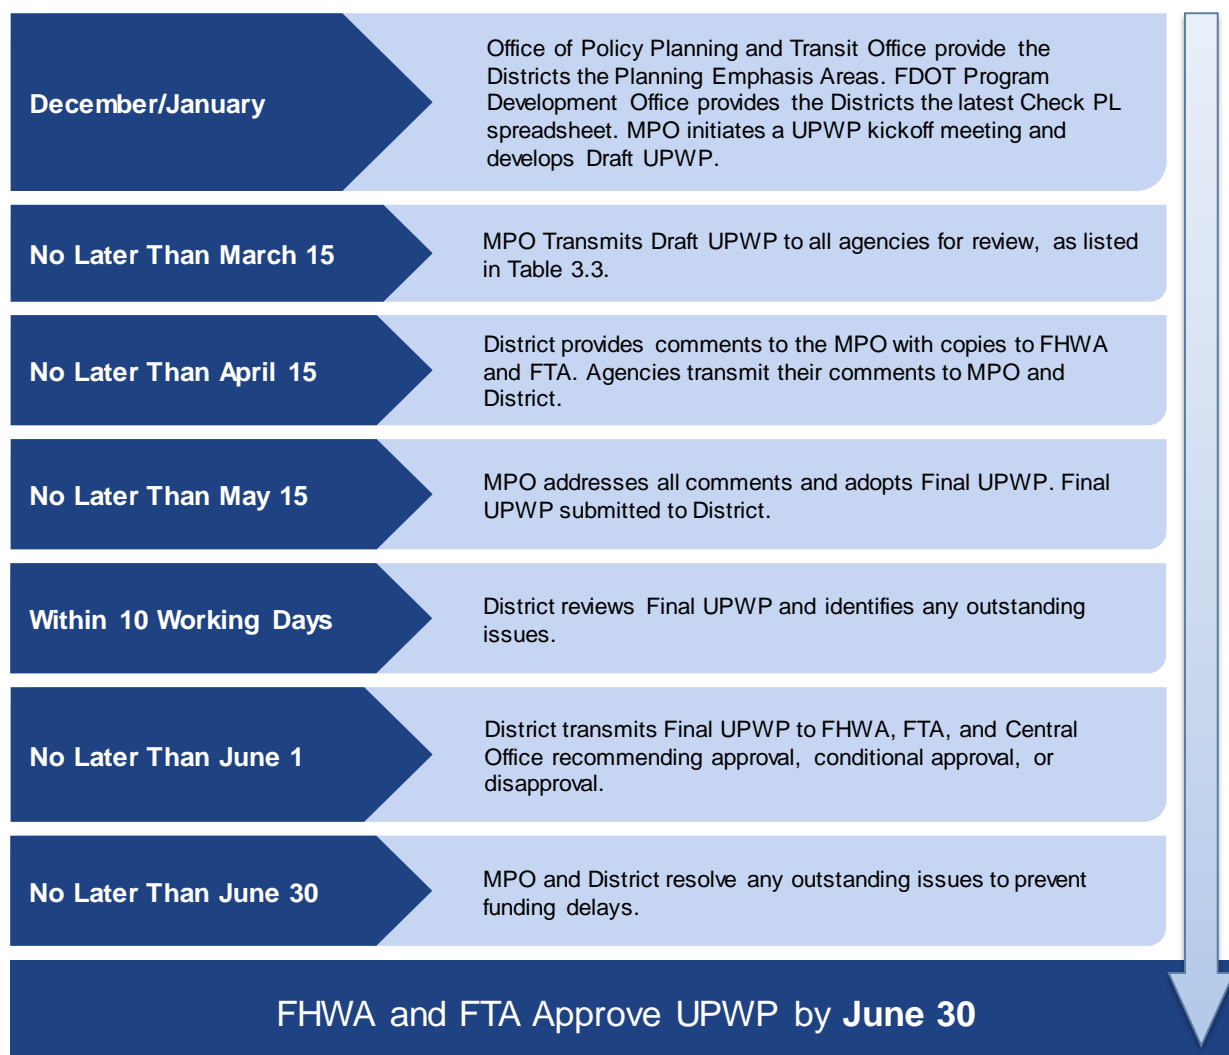 December/January
Office of Policy Planning and Transit Office provide the
Districts the Planning Emphasis Areas. FDOT Program
Development Office provides the Districts the latest Check PL
spreadsheet. MPO initiates a UPWP kickoff meeting and
develops Draft UPWP.
No Later Than March 15
MPO Transmits Draft UPWP to all agencies for review, as listed
in Table 3.3.
No Later Than April 15
District provides comments to the MPO with copies to FHWA
and FTA. Agencies transmit their comments to MPO and
District.
No Later Than May 15
MPO addresses all comments and adopts Final UPWP. Final
UPWP submitted to District.
Within 10 Working Days
District reviews Final UPWP and identifies any outstanding
issues.
No Later Than June 1
District transmits Final UPWP to FHWA, FTA, and Central
Office recommending approval, conditional approval, or
disapproval.
No Later Than June 30
MPO and District resolve any outstanding issues to prevent
funding delays.
FHWA and FTA Approve UPWP by June 30